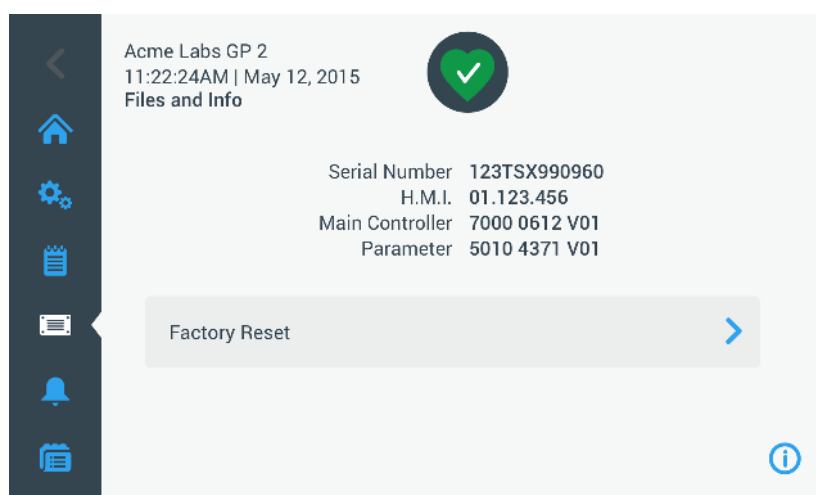 Acme Labs GP 2
11:22:24AM | May 12, 2015
Files and Info
Serial Number 123TSX990960
H.M.I. 01.123.456
Main Controller 7000 0612 V01
Parameter 5010 4371 V01
Factory Reset